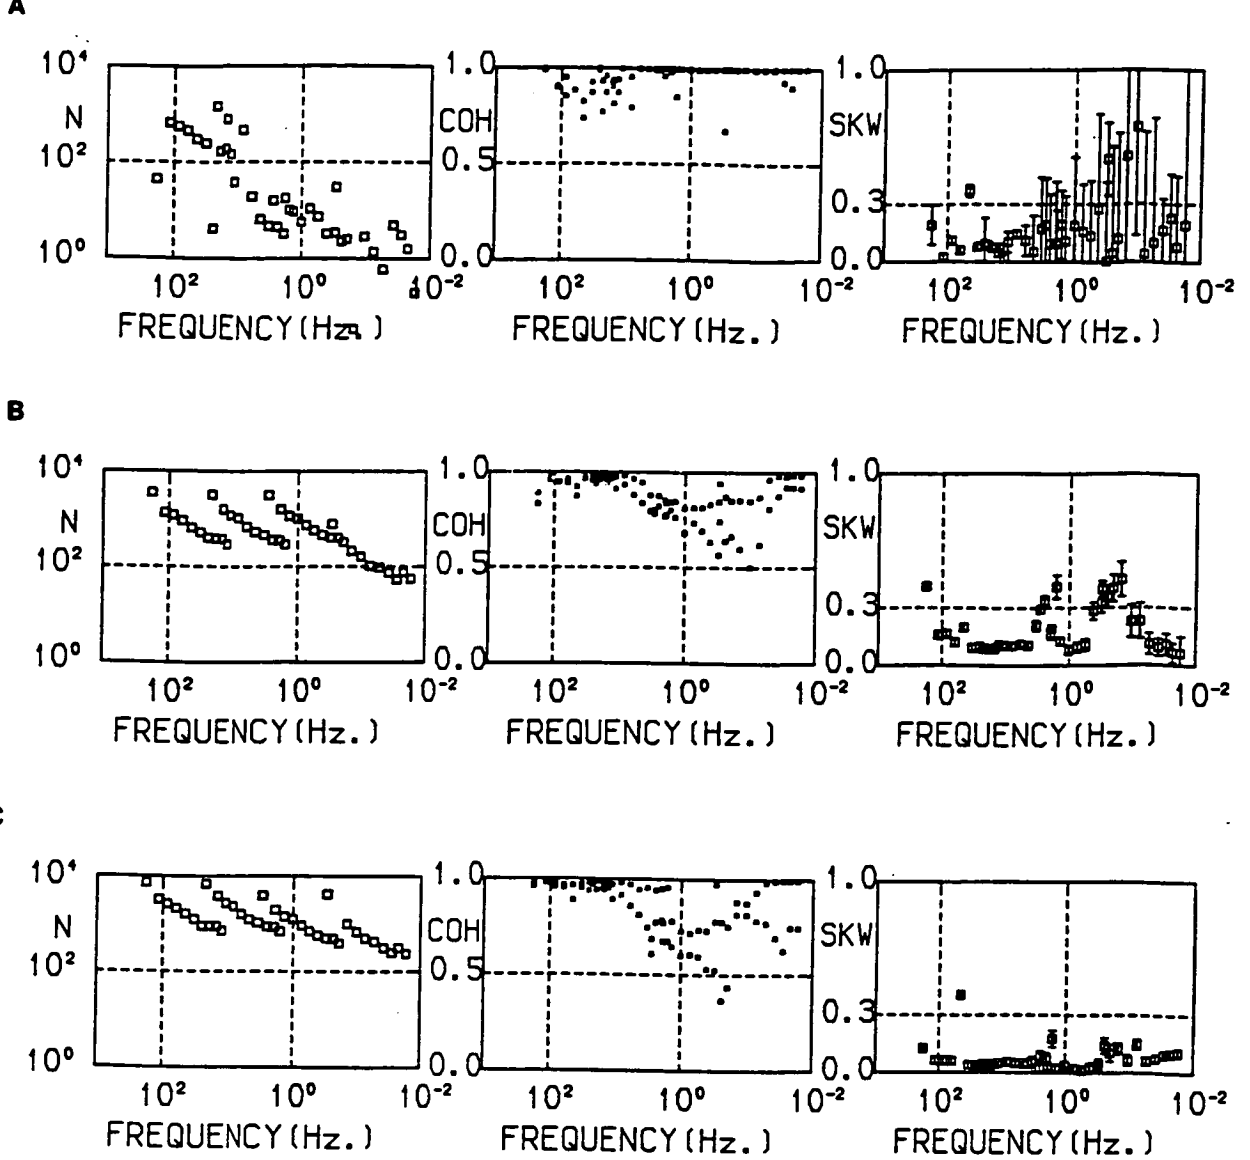 A
10⁴ 1.0 1.0
N COH SKW
10² 0.5 0.3
10⁰ 0.0 0.0
10² 10⁰ 10⁻² 10² 10⁰ 10⁻² 10² 10⁰ 10⁻²
FREQUENCY(Hz.) FREQUENCY(Hz.) FREQUENCY(Hz.)
B
10⁴ 1.0 1.0
N COH SKW
10² 0.5 0.3
10⁰ 0.0 0.0
10² 10⁰ 10⁻² 10² 10⁰ 10⁻² 10² 10⁰ 10⁻²
FREQUENCY(Hz.) FREQUENCY(Hz.) FREQUENCY(Hz.)
C
10⁴ 1.0 1.0
N COH SKW
10² 0.5 0.3
10⁰ 0.0 0.0
10² 10⁰ 10⁻² 10² 10⁰ 10⁻² 10² 10⁰ 10⁻²
FREQUENCY(Hz.) FREQUENCY(Hz.) FREQUENCY(Hz.)